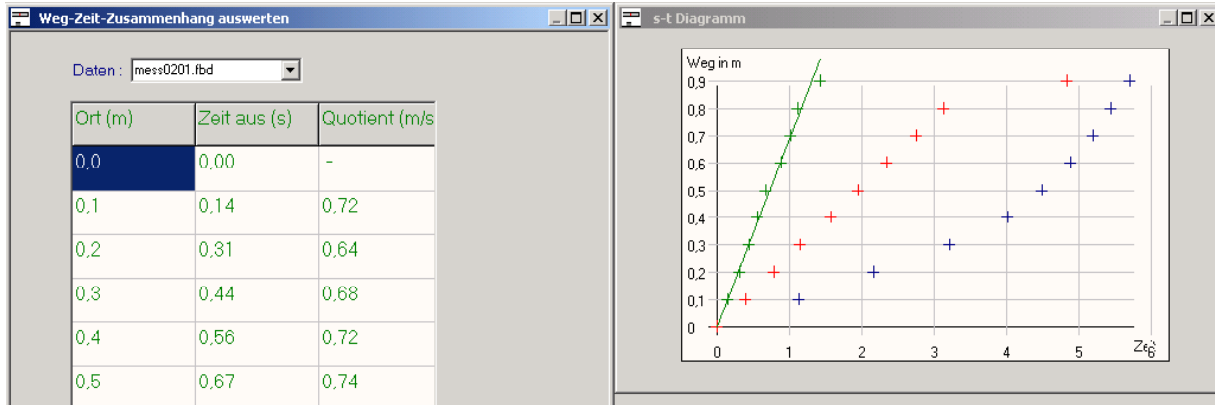 Weg-Zeit-Zusammenhang auswerten
Daten : mess0201.fbd
Ort (m) Zeit aus (s) Quotient (m/s
0,0 0,00 -
0,1 0,14 0,72
0,2 0,31 0,64
0,3 0,44 0,68
0,4 0,56 0,72
0,5 0,67 0,74
s-t Diagramm
Weg in m
0,9
0,8
0,7
0,6
0,5
0,4
0,3
0,2
0,1
0
0 1 2 3 4 5 6